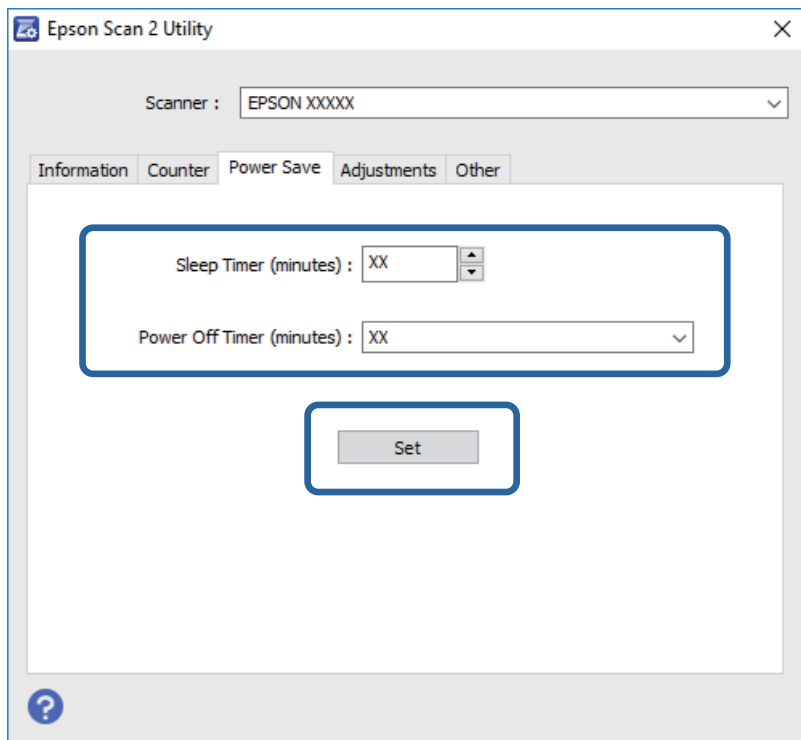 Epson Scan 2 Utility
Scanner : EPSON XXXXX
Information Counter Power Save Adjustments Other
Sleep Timer (minutes) : XX
Power Off Timer (minutes) : XX
Set
?